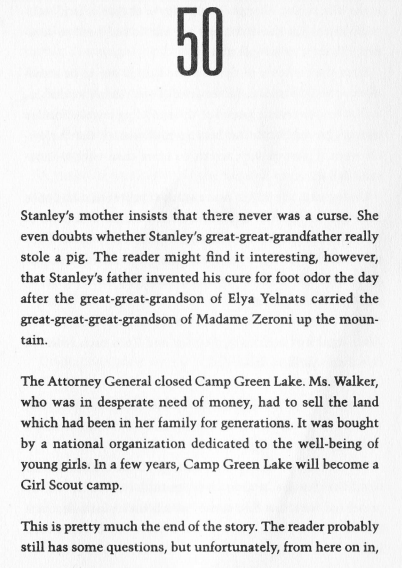 50
Stanley's mother insists that there never was a curse. She
even doubts whether Stanley's great-great-grandfather really
stole a pig. The reader might find it interesting, however,
that Stanley's father invented his cure for foot odor the day
after the great-great-grandson of Elya Yelnats carried the
great-great-great-grandson of Madame Zeroni up the moun-
tain.
The Attorney General closed Camp Green Lake. Ms. Walker,
who was in desperate need of money, had to sell the land
which had been in her family for generations. It was bought
by a national organization dedicated to the well-being of
young girls. In a few years, Camp Green Lake will become a
Girl Scout camp.
This is pretty much the end of the story. The reader probably
still has some questions, but unfortunately, from here on in,